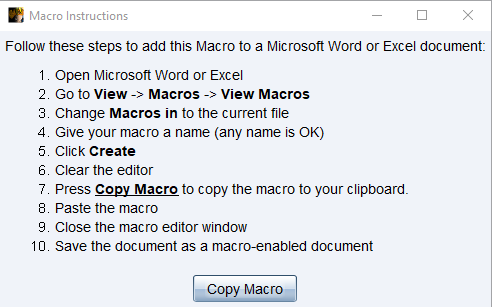 Macro Instructions
Follow these steps to add this Macro to a Microsoft Word or Excel document:
1. Open Microsoft Word or Excel
2. Go to View -> Macros -> View Macros
3. Change Macros in to the current file
4. Give your macro a name (any name is OK)
5. Click Create
6. Clear the editor
7. Press Copy Macro to copy the macro to your clipboard.
8. Paste the macro
9. Close the macro editor window
10. Save the document as a macro-enabled document
Copy Macro